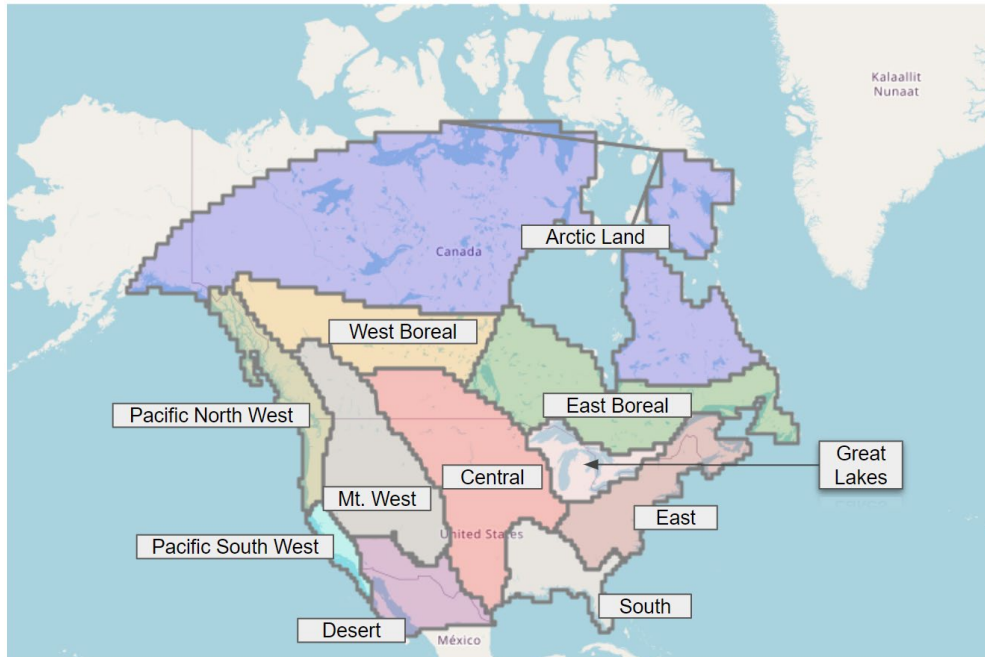 Kalaallit
Nunaat
Arctic Land
Canada
West Boreal
East Boreal
Pacific North West
Great
Lakes
Central
Mt. West
East
United States
Pacific South West
South
Desert
México